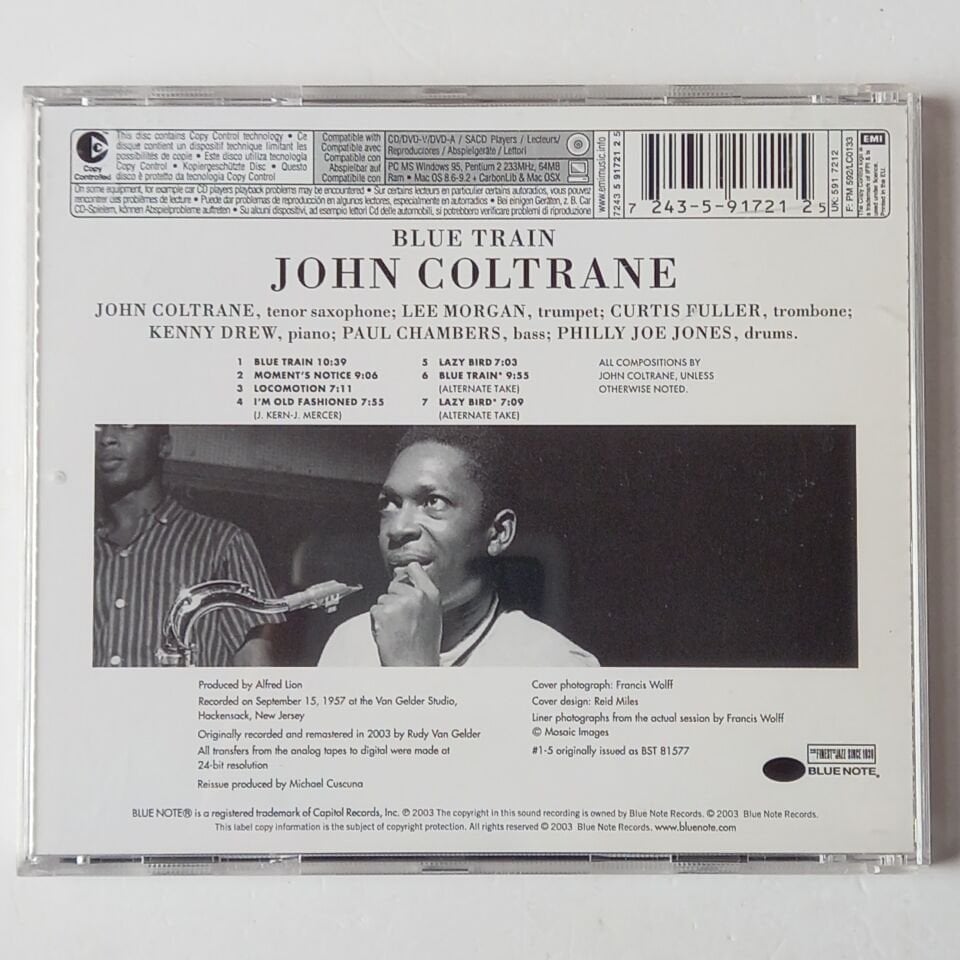 This disc contains Copy Control technology • Ce
disque contient un dispositif technique limitant les
possibilités de copie • Este disco utiliza tecnologia
Copy Control • Kopiergeschützte Disc • Questo
disco è protetto da tecnologia Copy Control
Copy
Controlled
Compatible with
Compatible avec
Compatible con
Abspielbar auf
Compatibile con
CD/DVD-V/DVD-A / SACD Players / Lecteurs/
Reproductores / Abspielgeräte / Lettori
PC MS Windows 95, Pentium 2 233MHz, 64MB
Ram • Mac OS 8.6-9.2 + CarbonLib & Mac OSX
On some equipment, for example car CD players playback problems may be encountered • Sur certains lecteurs en particulier certains autoradios, vous pouvez
rencontrer des problèmes de lecture • Puede dar problemas de reproducción en algunos lectores, especialmente en autorradios • Bei einigen Geräten, z. B. Car
CD-Spielern, können Abspielprobleme auftreten • Su alcuni dispositivi, ad esempio lettori Cd delle automobili, si potrebbero verificare problemi di riproduzione
www.emimusic.info
7243 5 91721 2 5
7 243-5-91721 2 5
UK: 591 7212
F: PM 592/LC0133
EMI
Printed in the EU.
BLUE TRAIN
JOHN COLTRANE
JOHN COLTRANE, tenor saxophone; LEE MORGAN, trumpet; CURTIS FULLER, trombone;
KENNY DREW, piano; PAUL CHAMBERS, bass; PHILLY JOE JONES, drums.
1 BLUE TRAIN 10:39
2 MOMENT'S NOTICE 9:06
3 LOCOMOTION 7:11
4 I'M OLD FASHIONED 7:55
(J. KERN-J. MERCER)
5 LAZY BIRD 7:03
6 BLUE TRAIN* 9:55
(ALTERNATE TAKE)
7 LAZY BIRD* 7:09
(ALTERNATE TAKE)
ALL COMPOSITIONS BY
JOHN COLTRANE, UNLESS
OTHERWISE NOTED.
Produced by Alfred Lion
Recorded on September 15, 1957 at the Van Gelder Studio,
Hackensack, New Jersey
Originally recorded and remastered in 2003 by Rudy Van Gelder
All transfers from the analog tapes to digital were made at
24-bit resolution
Reissue produced by Michael Cuscuna
Cover photograph: Francis Wolff
Cover design: Reid Miles
Liner photographs from the actual session by Francis Wolff
© Mosaic Images
#1-5 originally issued as BST 81577
THE FINEST IN JAZZ SINCE 1939
BLUE NOTE®
BLUE NOTE® is a registered trademark of Capitol Records, Inc. ℗ 2003 The copyright in this sound recording is owned by Blue Note Records. © 2003 Blue Note Records.
This label copy information is the subject of copyright protection. All rights reserved © 2003 Blue Note Records. www.bluenote.com